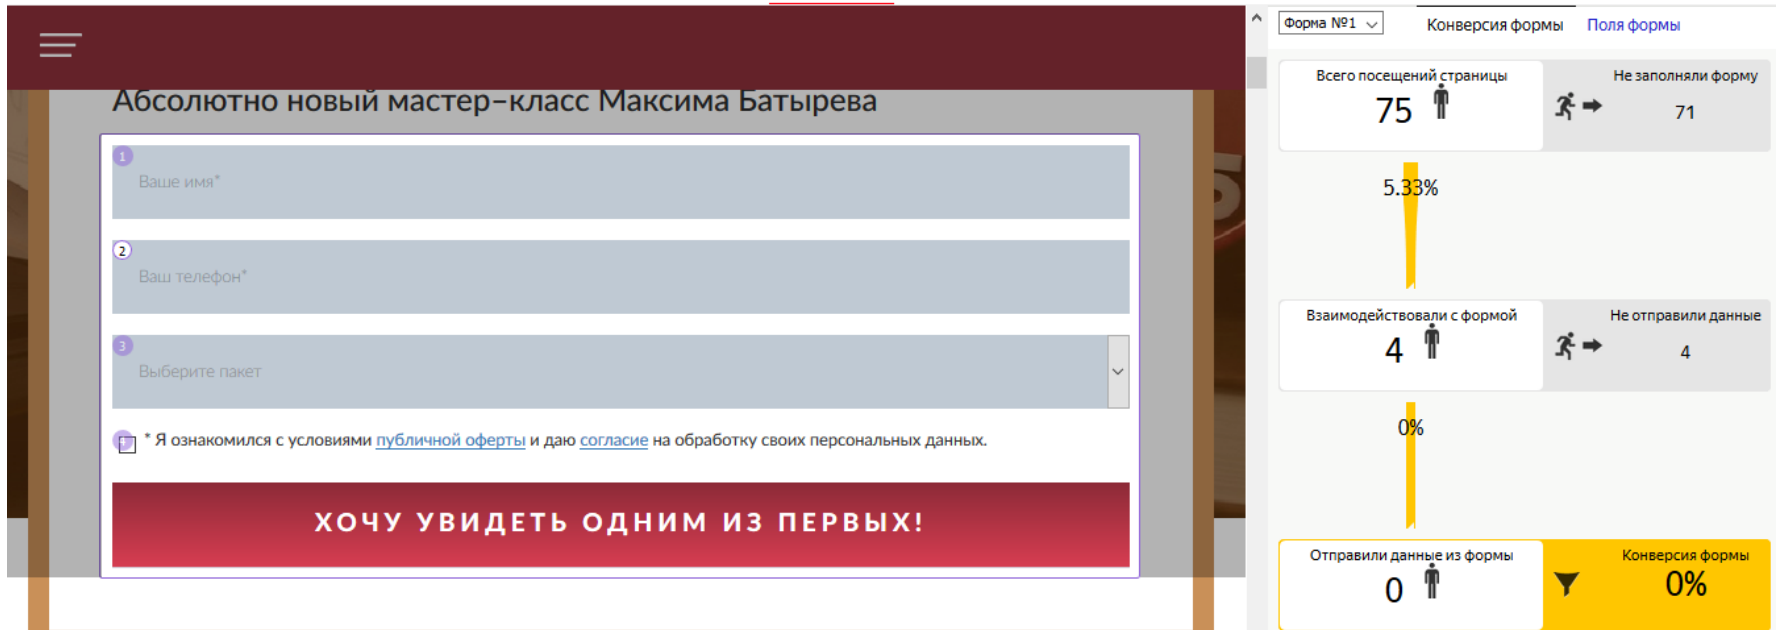 Абсолютно новый мастер-класс Максима Батырева
1
Ваше имя*
2
Ваш телефон*
3
Выберите пакет
4
* Я ознакомился с условиями публичной оферты и даю согласие на обработку своих персональных данных.
ХОЧУ УВИДЕТЬ ОДНИМ ИЗ ПЕРВЫХ!
Форма №1
Конверсия формы
Поля формы
Всего посещений страницы
75
Не заполняли форму
71
5.33%
Взаимодействовали с формой
4
Не отправили данные
4
0%
Отправили данные из формы
0
Конверсия формы
0%